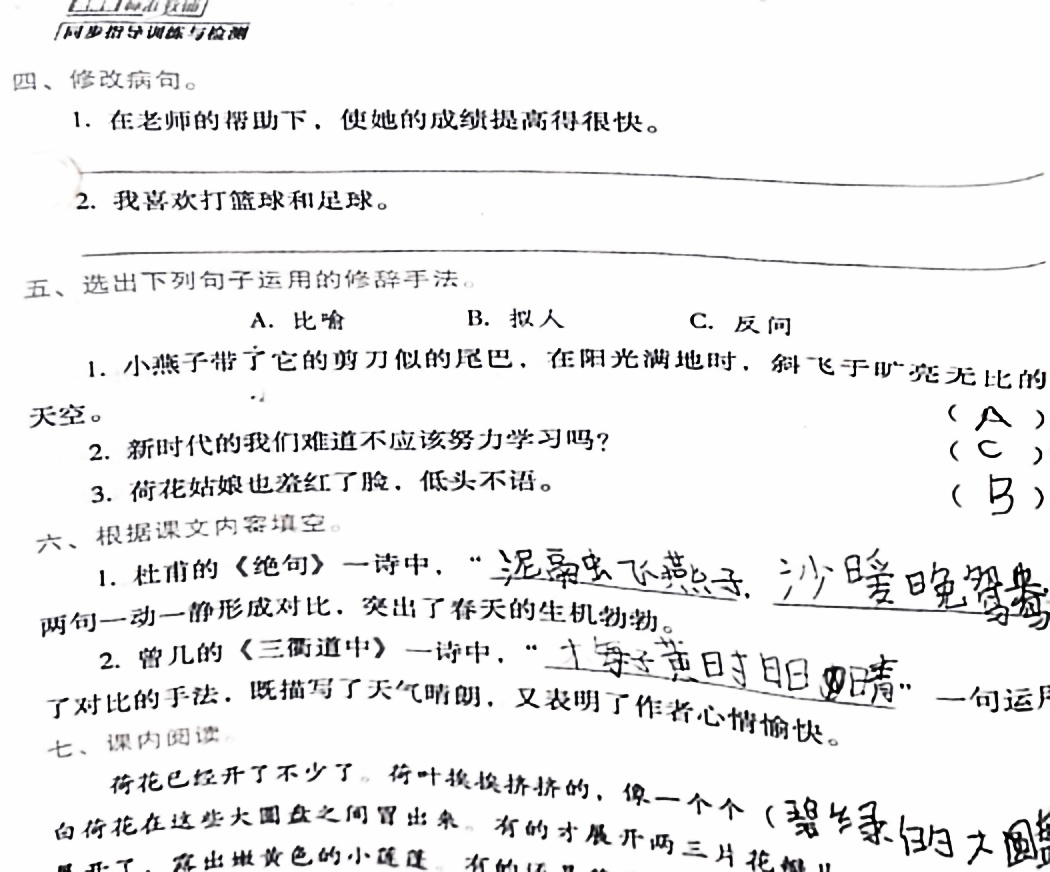 同步指导训练与检测
四、修改病句。
1. 在老师的帮助下，使她的成绩提高得很快。
2. 我喜欢打篮球和足球。
五、选出下列句子运用的修辞手法。
A. 比喻 B. 拟人 C. 反问
1. 小燕子带了它的剪刀似的尾巴，在阳光满地时，斜飞于旷亮无比的
天空。 （ A ）
2. 新时代的我们难道不应该努力学习吗? （ C ）
3. 荷花姑娘也羞红了脸，低头不语。 （ B ）
六、根据课文内容填空。
1. 杜甫的《绝句》一诗中，“泥融飞燕子，沙暖晚鸳鸯
两句一动一静形成对比，突出了春天的生机勃勃。
2. 曾几的《三衢道中》一诗中，“梅子黄时日日晴”一句运用
了对比的手法，既描写了天气晴朗，又表明了作者心情愉快。
七、课内阅读。
荷花已经开了不少了。荷叶挨挨挤挤的，像一个个（碧绿的大圆盘
白荷花在这些大圆盘之间冒出来。有的才展开两三片花瓣儿
展开了，露出嫩黄色的小莲蓬。有的还